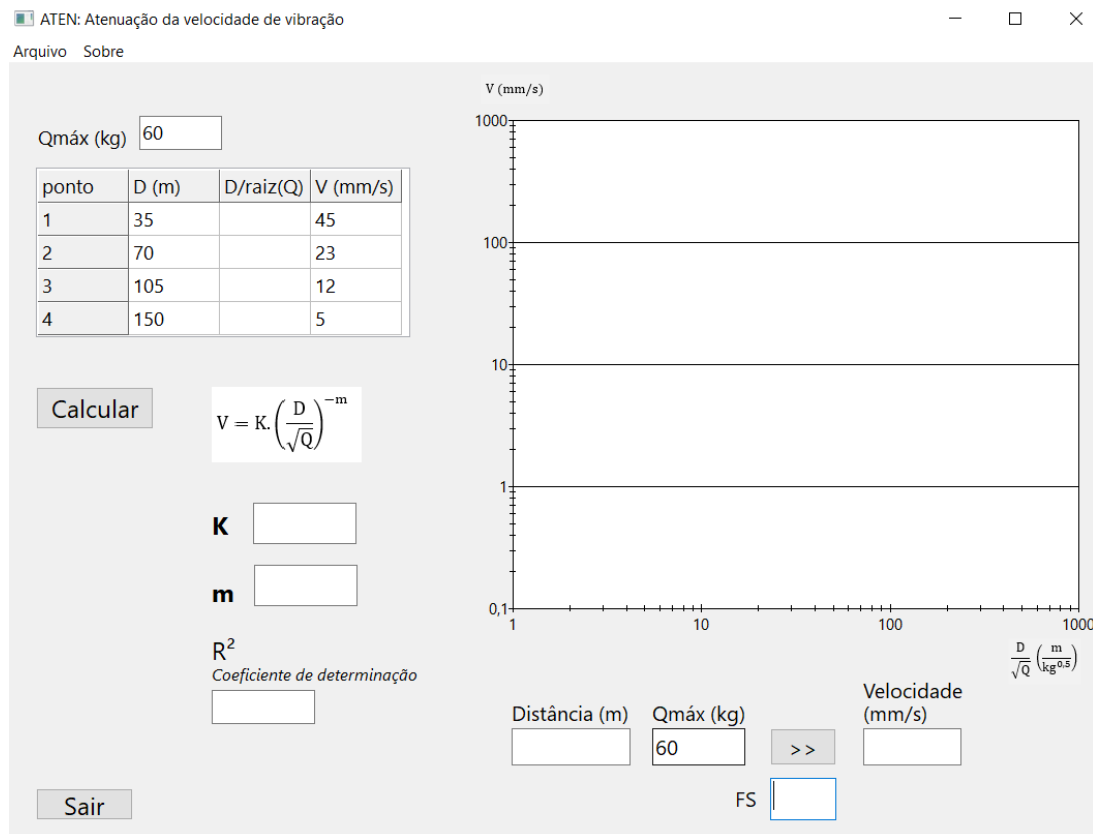 ATEN: Atenuação da velocidade de vibração
Arquivo Sobre
Qmáx (kg) 60
ponto D (m) D/raiz(Q) V (mm/s)
1 35 45
2 70 23
3 105 12
4 150 5
Calcular
V = K.(D/√Q)^−m
K
m
R²
Coeficiente de determinação
Sair
V (mm/s)
1000
100
10
1
0,1
1 10 100 1000
D/√Q (m/kg^0,5)
Distância (m) Qmáx (kg) Velocidade (mm/s)
60 >>
FS